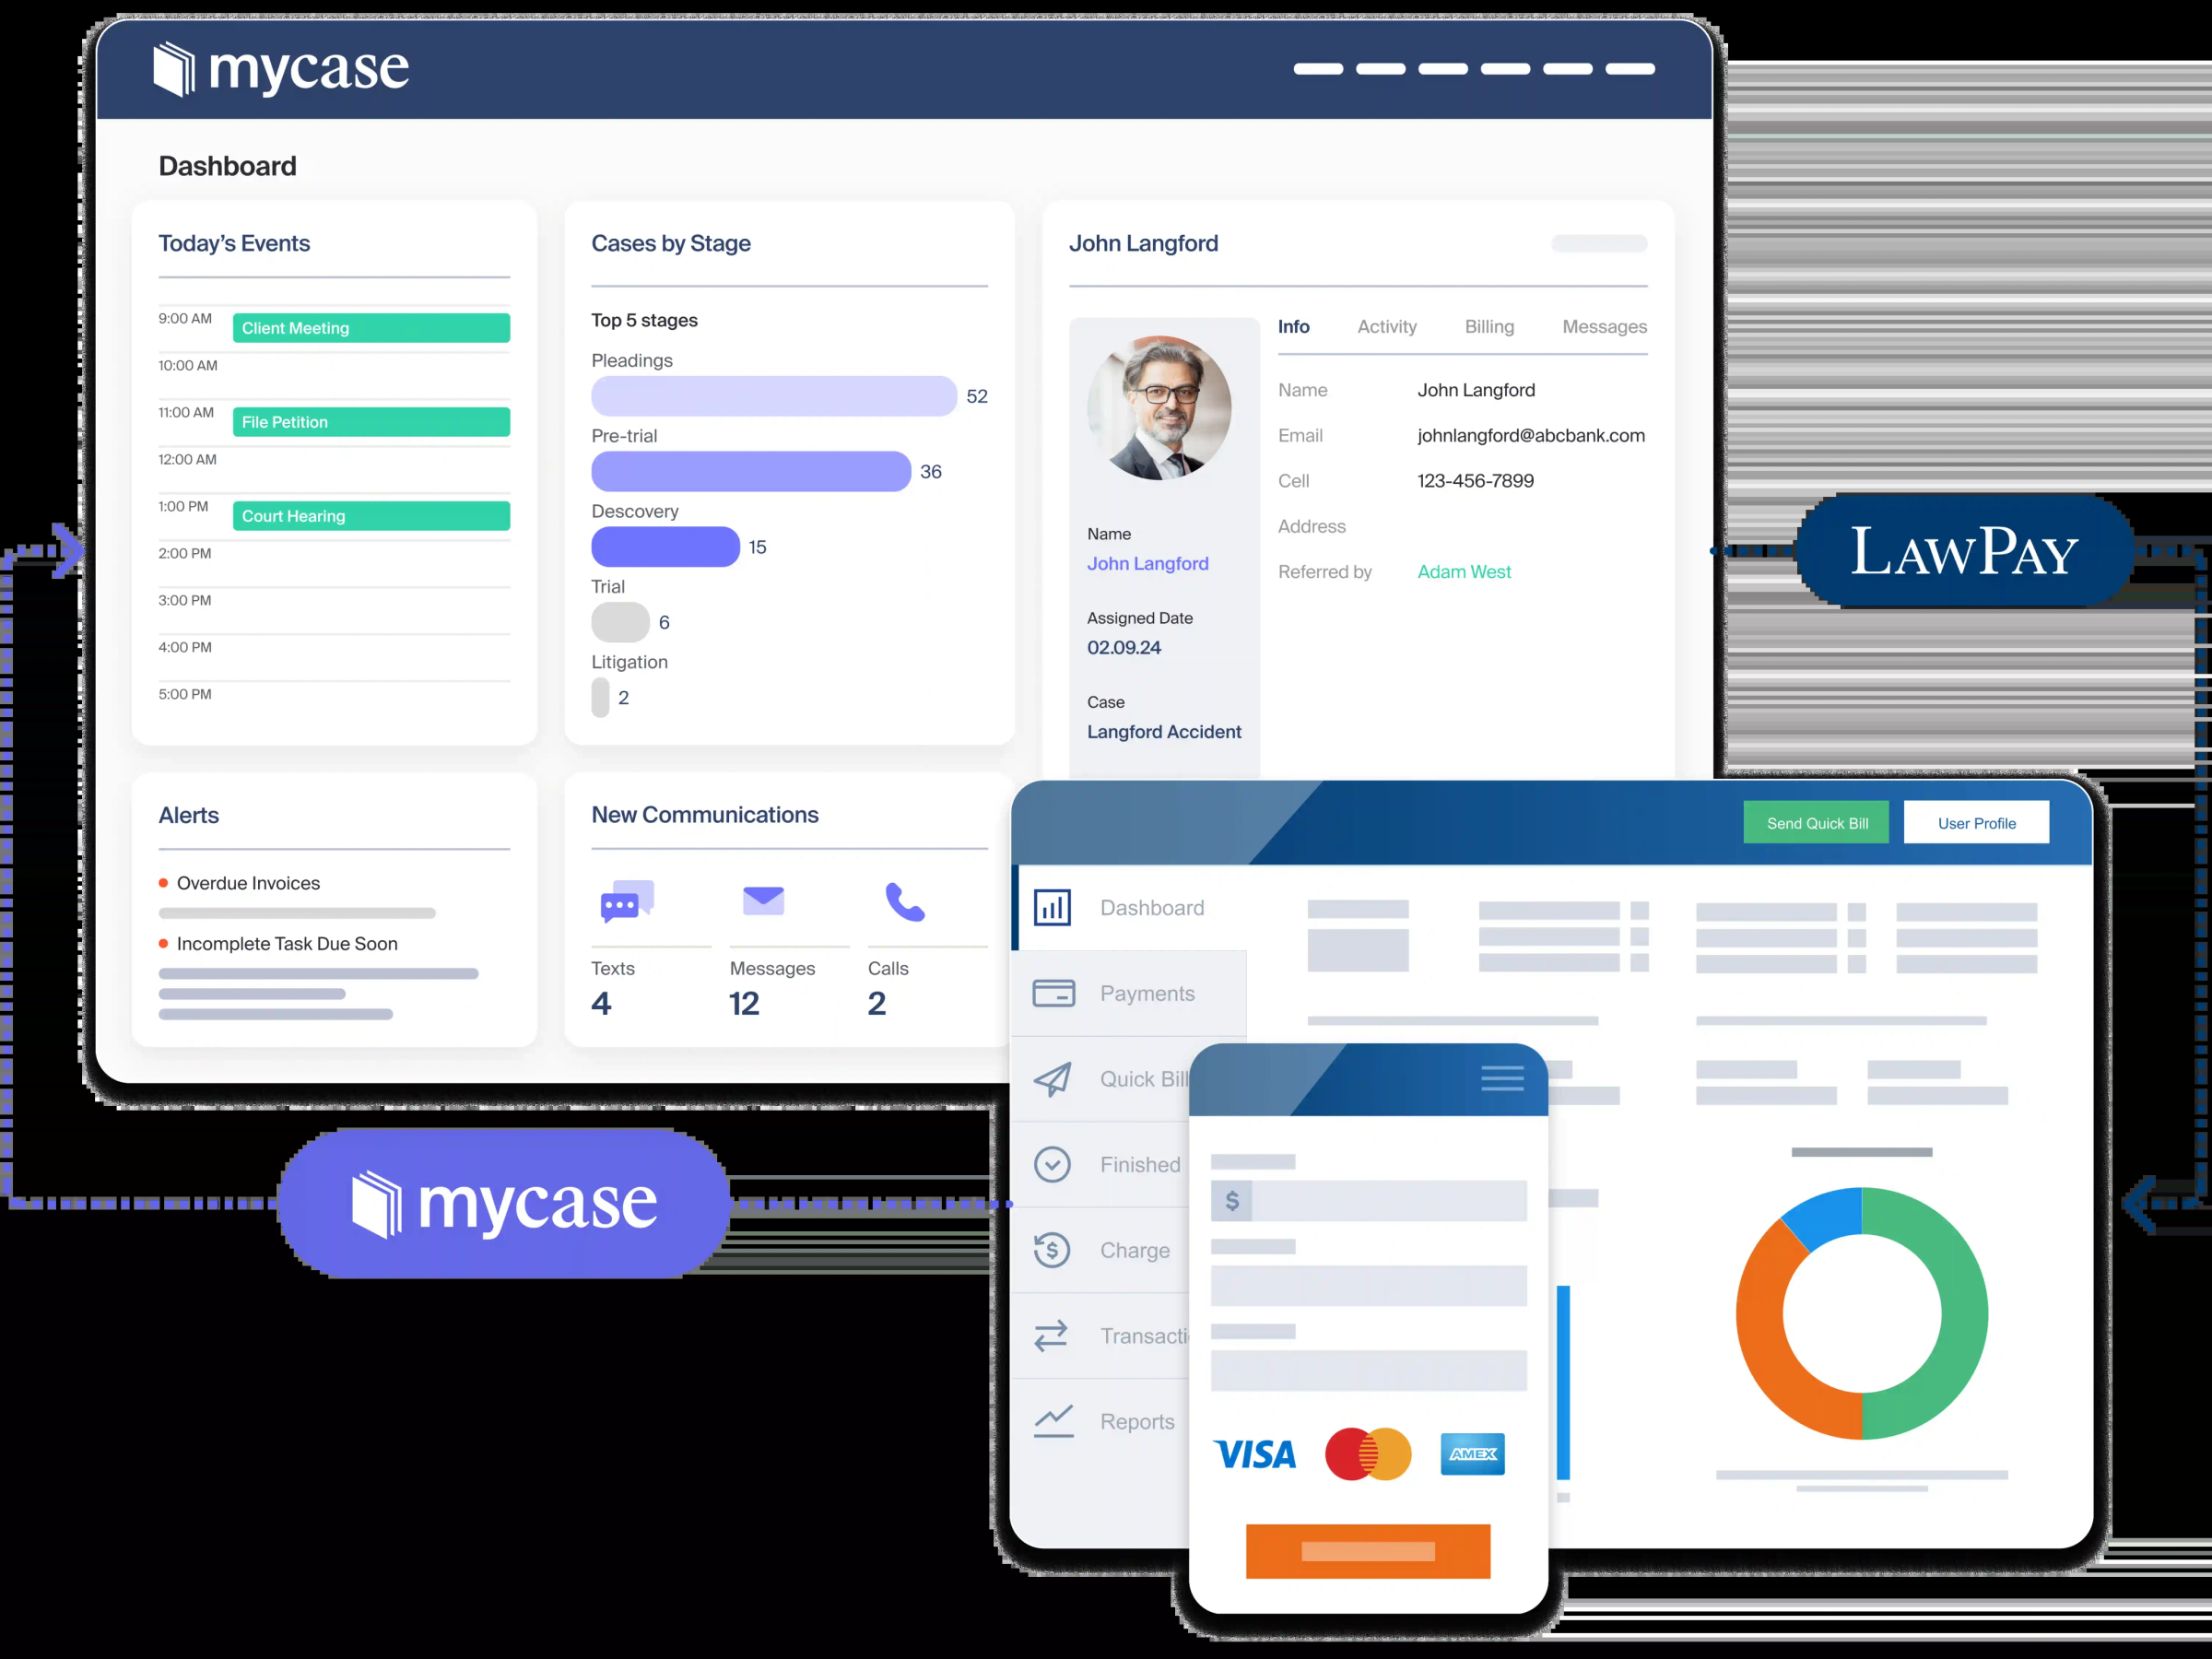 mycase
Dashboard
Today's Events
9:00 AM
Client Meeting
10:00 AM
11:00 AM
File Petition
12:00 AM
1:00 PM
Court Hearing
2:00 PM
3:00 PM
4:00 PM
5:00 PM
Cases by Stage
Top 5 stages
Pleadings
52
Pre-trial
36
Descovery
15
Trial
6
Litigation
2
John Langford
Info Activity Billing Messages
Name John Langford
Email johnlangford@abcbank.com
Cell 123-456-7899
Address
Referred by Adam West
Name
John Langford
Assigned Date
02.09.24
Case
Langford Accident
LAWPAY
Alerts
Overdue Invoices
Incomplete Task Due Soon
New Communications
Texts Messages Calls
4 12 2
Send Quick Bill User Profile
Dashboard
Payments
Quick Bill
Finished
Charge
Transacti
Reports
$
VISA
AMEX
mycase